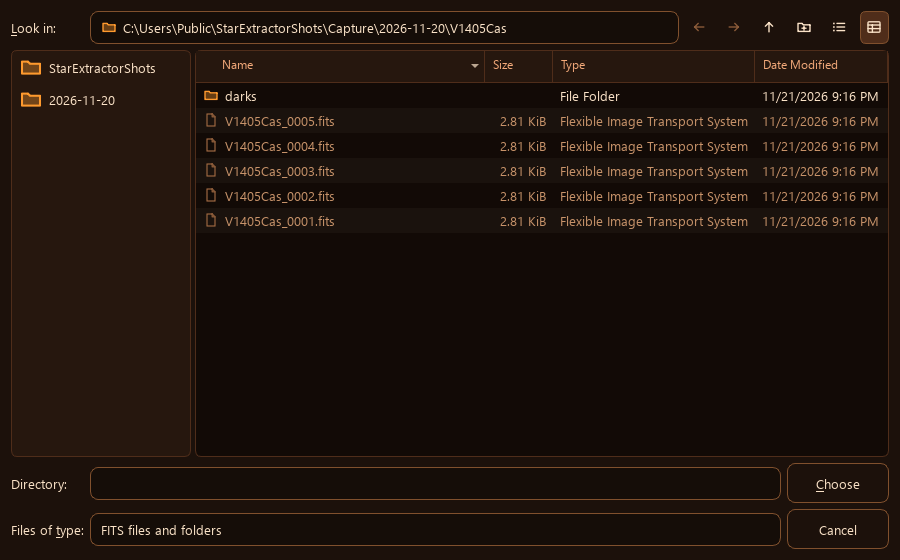 Look in: C:\Users\Public\StarExtractorShots\Capture\2026-11-20\V1405Cas
StarExtractorShots
2026-11-20
Name Size Type Date Modified
darks File Folder 11/21/2026 9:16 PM
V1405Cas_0005.fits 2.81 KiB Flexible Image Transport System 11/21/2026 9:16 PM
V1405Cas_0004.fits 2.81 KiB Flexible Image Transport System 11/21/2026 9:16 PM
V1405Cas_0003.fits 2.81 KiB Flexible Image Transport System 11/21/2026 9:16 PM
V1405Cas_0002.fits 2.81 KiB Flexible Image Transport System 11/21/2026 9:16 PM
V1405Cas_0001.fits 2.81 KiB Flexible Image Transport System 11/21/2026 9:16 PM
Directory: Choose
Files of type: FITS files and folders Cancel